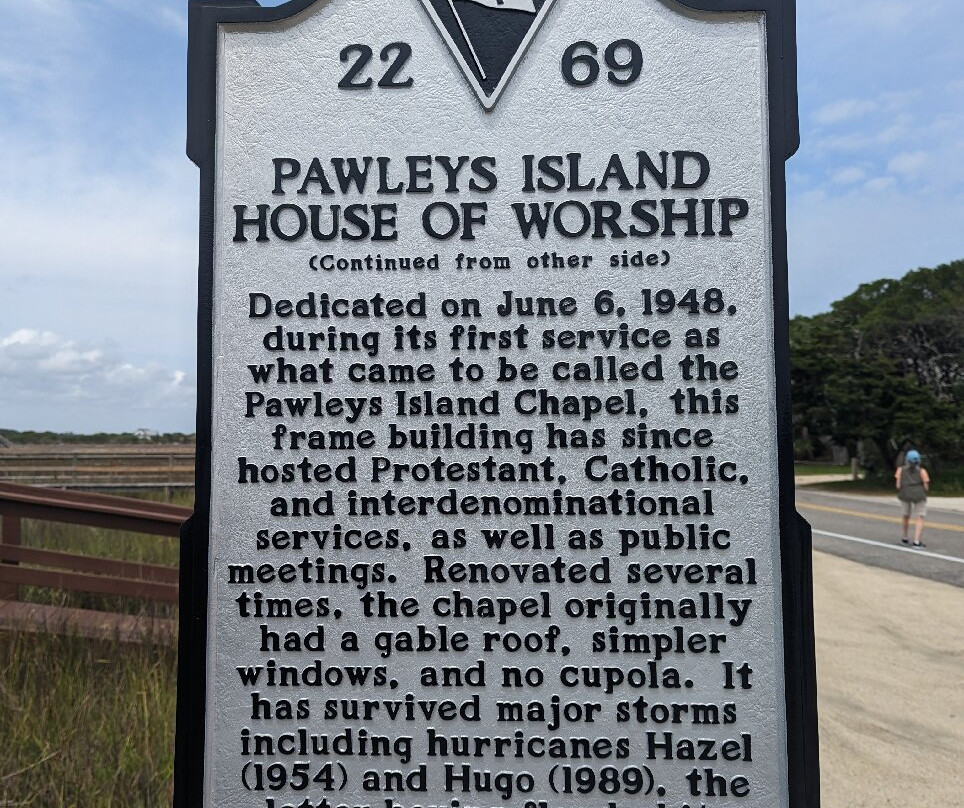 22 69
PAWLEYS ISLAND
HOUSE OF WORSHIP
(Continued from other side)
Dedicated on June 6, 1948,
during its first service as
what came to be called the
Pawleys Island Chapel, this
frame building has since
hosted Protestant, Catholic,
and interdenominational
services, as well as public
meetings. Renovated several
times, the chapel originally
had a gable roof, simpler
windows, and no cupola. It
has survived major storms
including hurricanes Hazel
(1954) and Hugo (1989), the